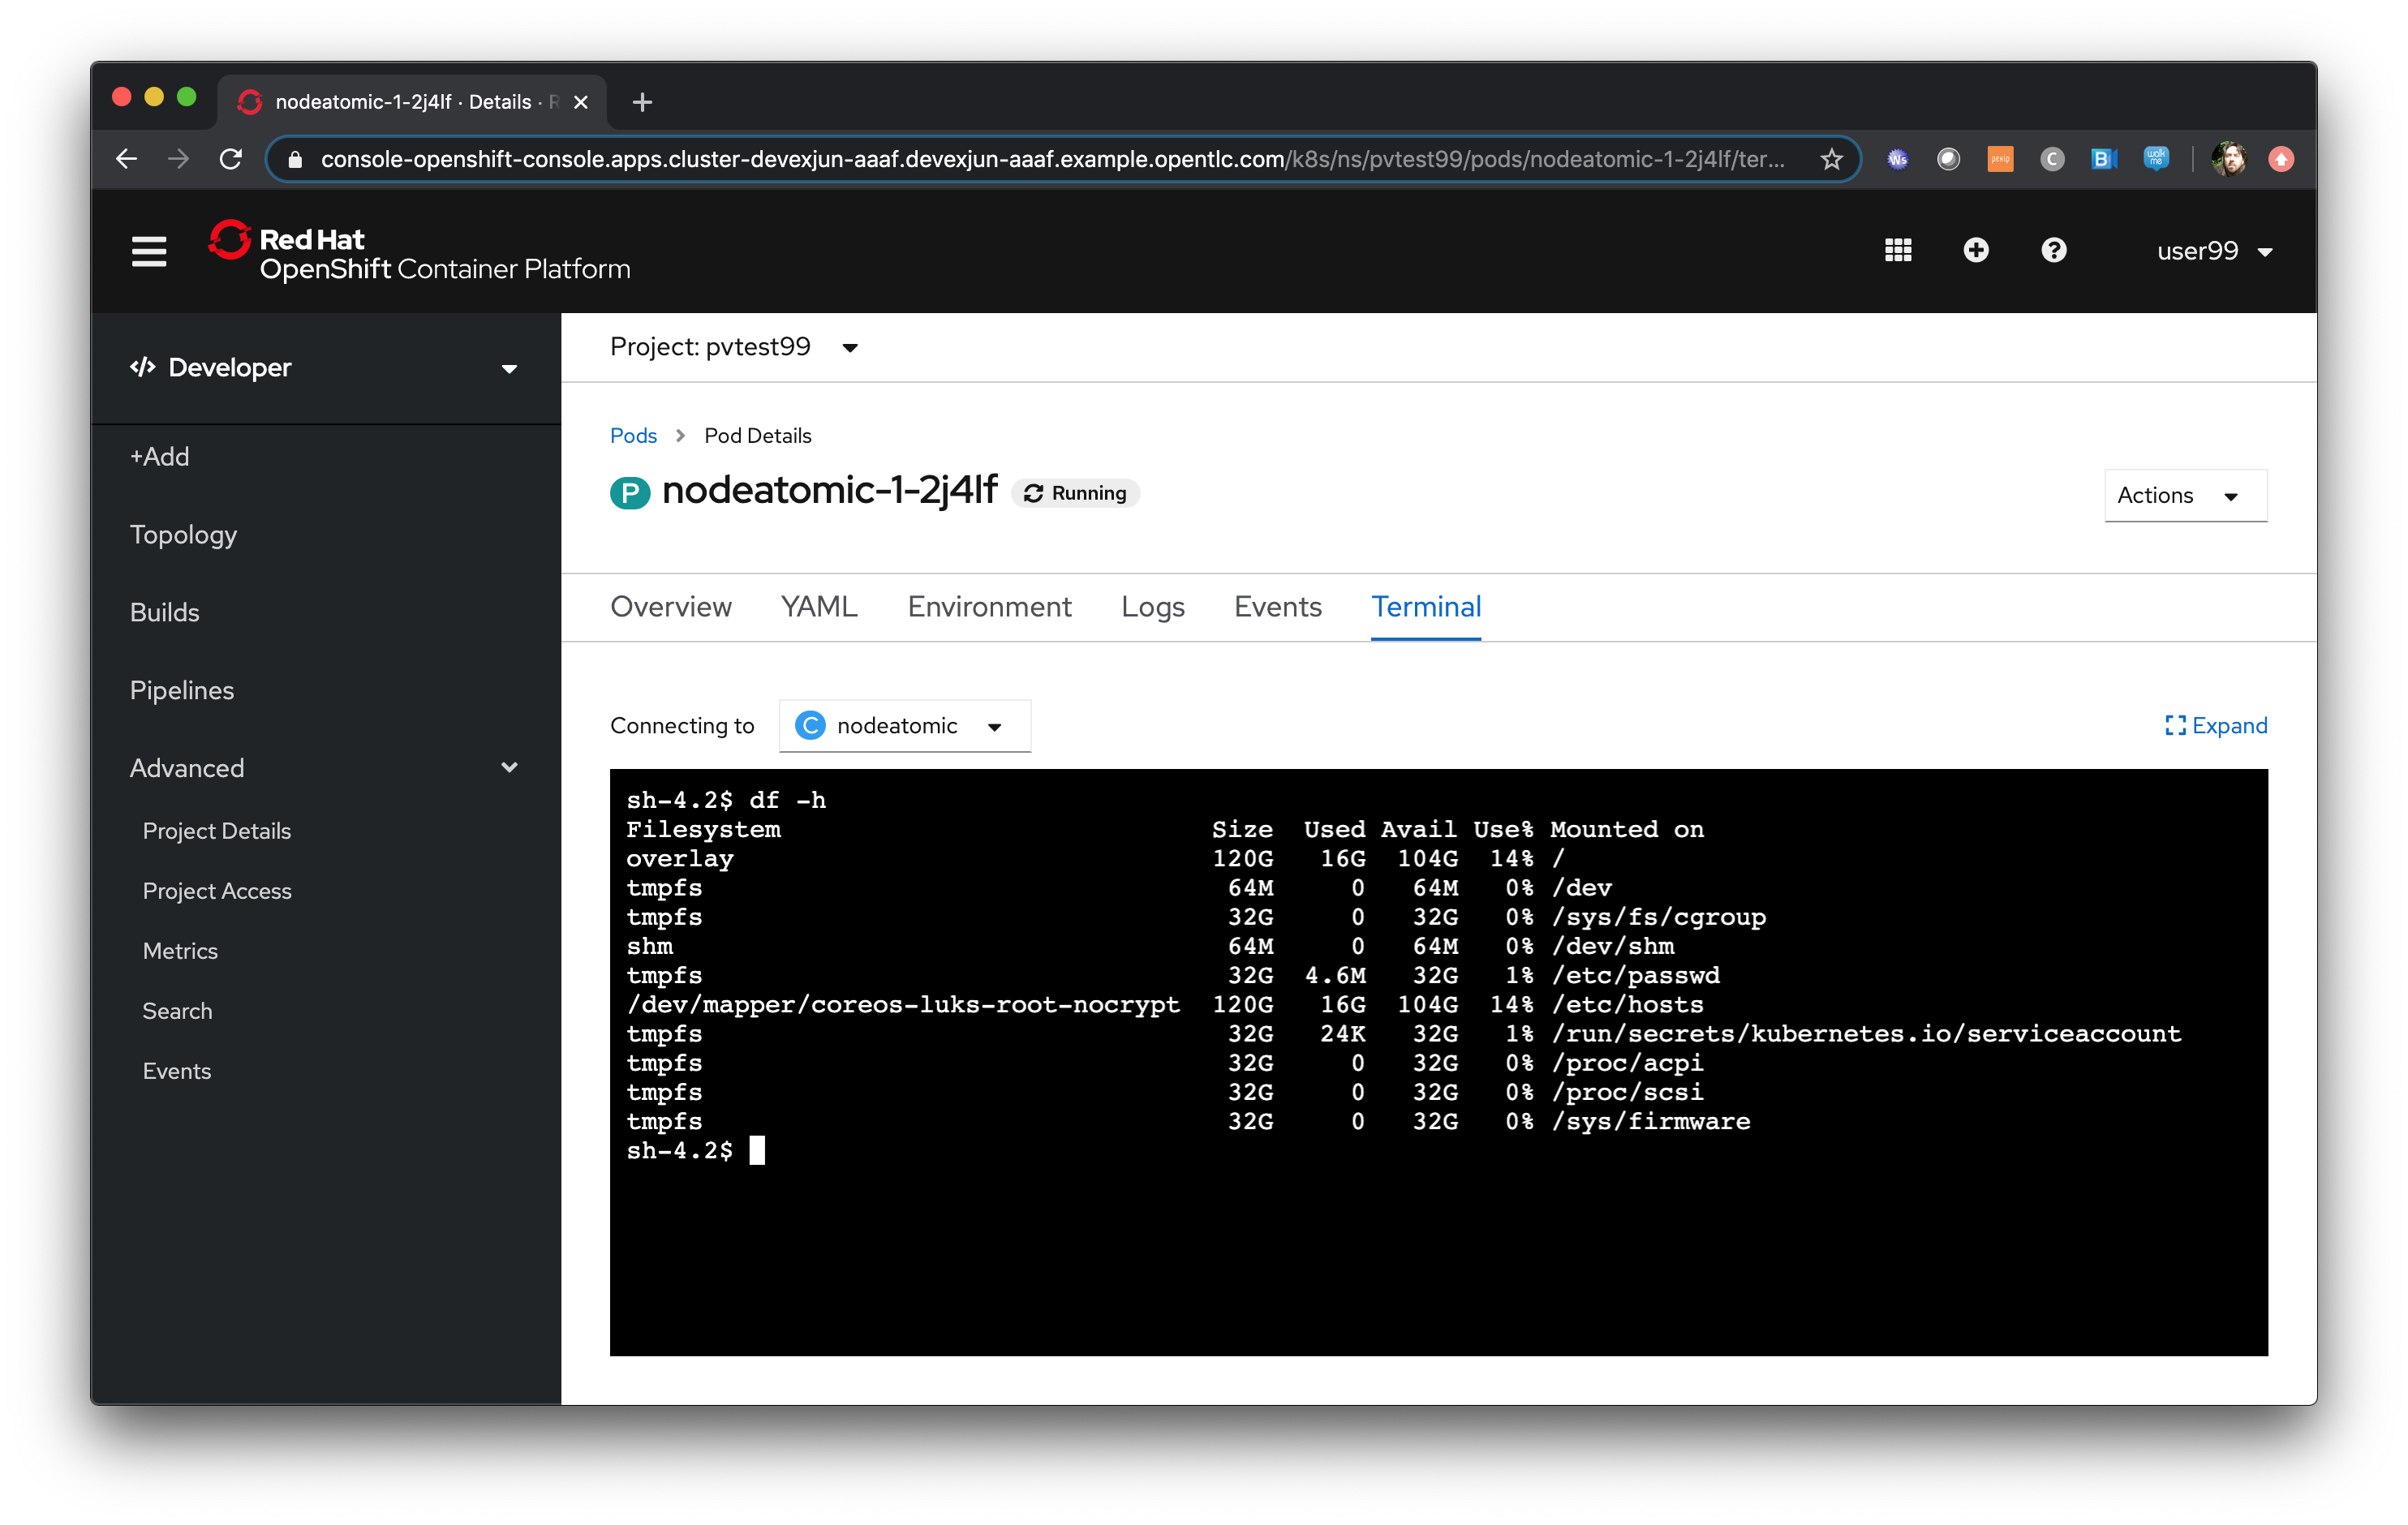 nodeatomic-1-2j4lf · Details ·
console-openshift-console.apps.cluster-devexjun-aaaf.devexjun-aaaf.example.opentlc.com/k8s/ns/pvtest99/pods/nodeatomic-1-2j4lf/ter...
Ws
pexip
C
B
walk me
Red Hat
OpenShift Container Platform
user99
Developer
+Add
Topology
Builds
Pipelines
Advanced
Project Details
Project Access
Metrics
Search
Events
Project: pvtest99
Pods > Pod Details
P nodeatomic-1-2j4lf Running
Actions
Overview YAML Environment Logs Events Terminal
Connecting to C nodeatomic
Expand
sh-4.2$ df -h
Filesystem Size Used Avail Use% Mounted on
overlay 120G 16G 104G 14% /
tmpfs 64M 0 64M 0% /dev
tmpfs 32G 0 32G 0% /sys/fs/cgroup
shm 64M 0 64M 0% /dev/shm
tmpfs 32G 4.6M 32G 1% /etc/passwd
/dev/mapper/coreos-luks-root-nocrypt 120G 16G 104G 14% /etc/hosts
tmpfs 32G 24K 32G 1% /run/secrets/kubernetes.io/serviceaccount
tmpfs 32G 0 32G 0% /proc/acpi
tmpfs 32G 0 32G 0% /proc/scsi
tmpfs 32G 0 32G 0% /sys/firmware
sh-4.2$